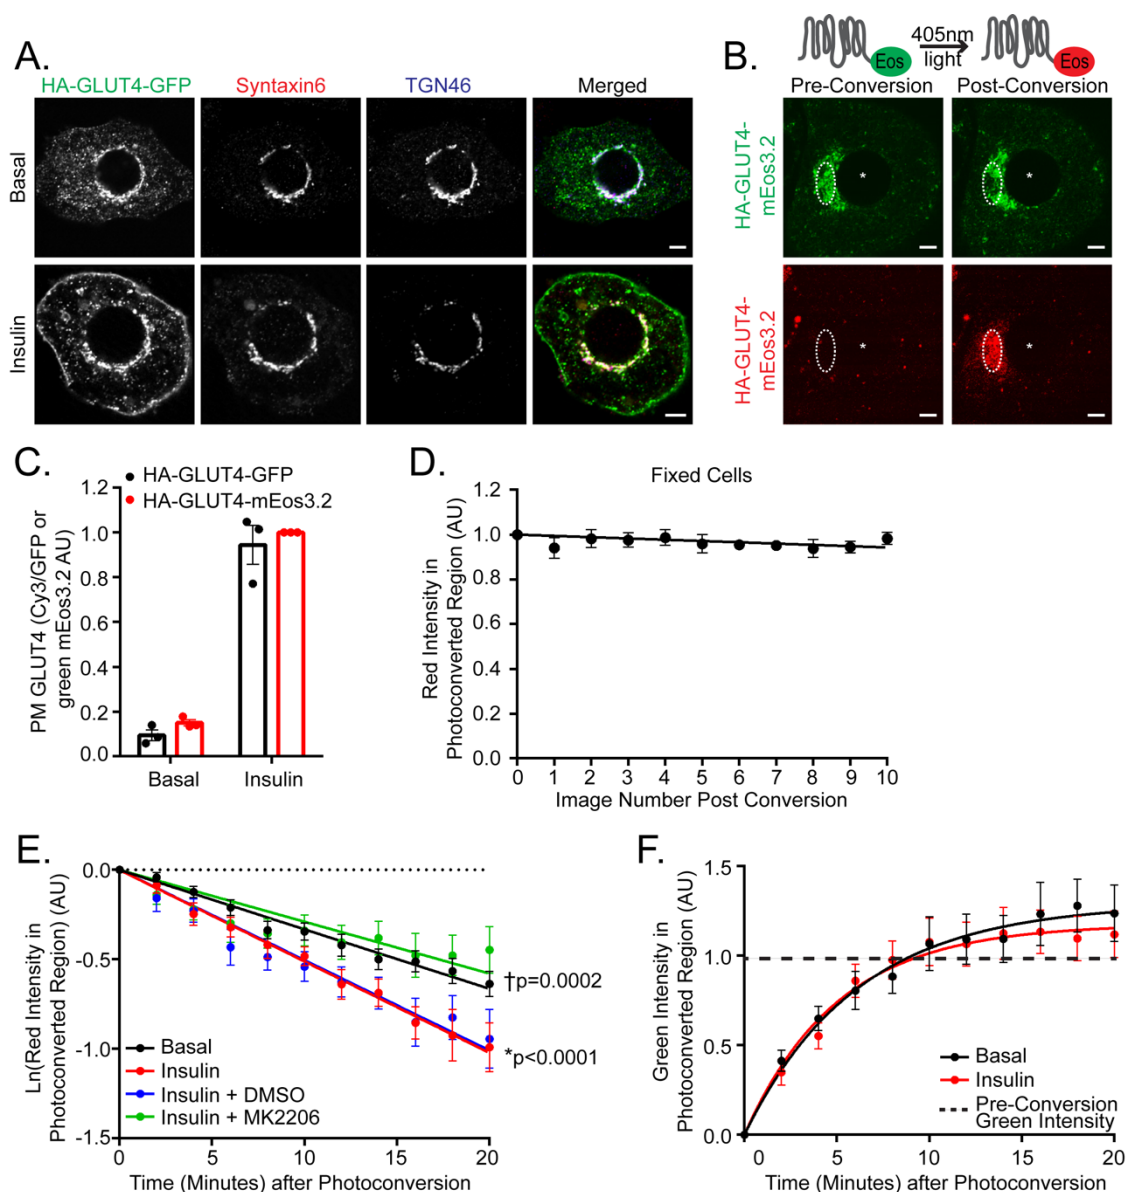 A.
HA-GLUT4-GFP Syntaxin6 TGN46 Merged
Basal
Insulin
B.
Eos
405nm
light
Eos
Pre-Conversion Post-Conversion
HA-GLUT4-
mEos3.2
*
*
HA-GLUT4-
mEos3.2
HA-GLUT4-
mEos3.2
*
*
HA-GLUT4-
mEos3.2
C.
HA-GLUT4-GFP
HA-GLUT4-mEos3.2
PM GLUT4 (Cy3/GFP or
green mEos3.2 AU)
1.2
1.0
0.8
0.6
0.4
0.2
0.0
Basal Insulin
D.
Fixed Cells
Red Intensity in
Photoconverted Region (AU)
1.2
1.0
0.8
0.6
0.4
0.2
0.0
0 1 2 3 4 5 6 7 8 9 10
Image Number Post Conversion
E.
Ln(Red Intensity in
Photoconverted Region) (AU)
0.0
-0.5
-1.0
-1.5
†p=0.0002
*p<0.0001
Basal
Insulin
Insulin + DMSO
Insulin + MK2206
0 5 10 15 20
Time (Minutes) after Photoconversion
F.
Green Intensity in
Photoconverted Region (AU)
1.5
1.0
0.5
0.0
Basal
Insulin
Pre-Conversion
Green Intensity
0 5 10 15 20
Time (Minutes) after Photoconversion